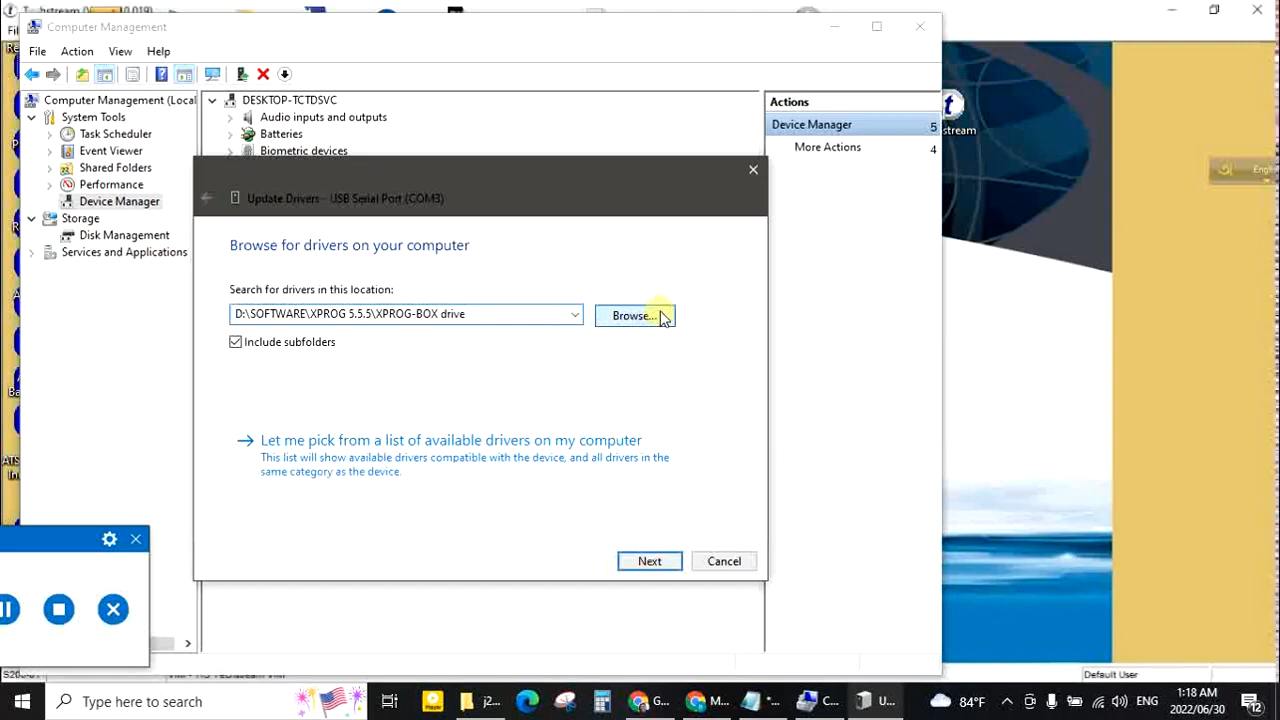 Computer Management
File Action View Help
Computer Management (Local
System Tools
Task Scheduler
Event Viewer
Shared Folders
Performance
Device Manager
Storage
Disk Management
Services and Applications
DESKTOP-TCTDSVC
Audio inputs and outputs
Batteries
Biometric devices
Actions
Device Manager 5
More Actions 4
stream
Engl
Update Drivers - USB Serial Port (COM3)
Browse for drivers on your computer
Search for drivers in this location:
D:\SOFTWARE\XPROG 5.5.5\XPROG-BOX drive
Browse...
Include subfolders
Let me pick from a list of available drivers on my computer
This list will show available drivers compatible with the device, and all drivers in the
same category as the device.
Next
Cancel
Default User
Type here to search
j2...
G...
M...
*...
C...
U...
84°F
ENG
1:18 AM
2022/06/30
12